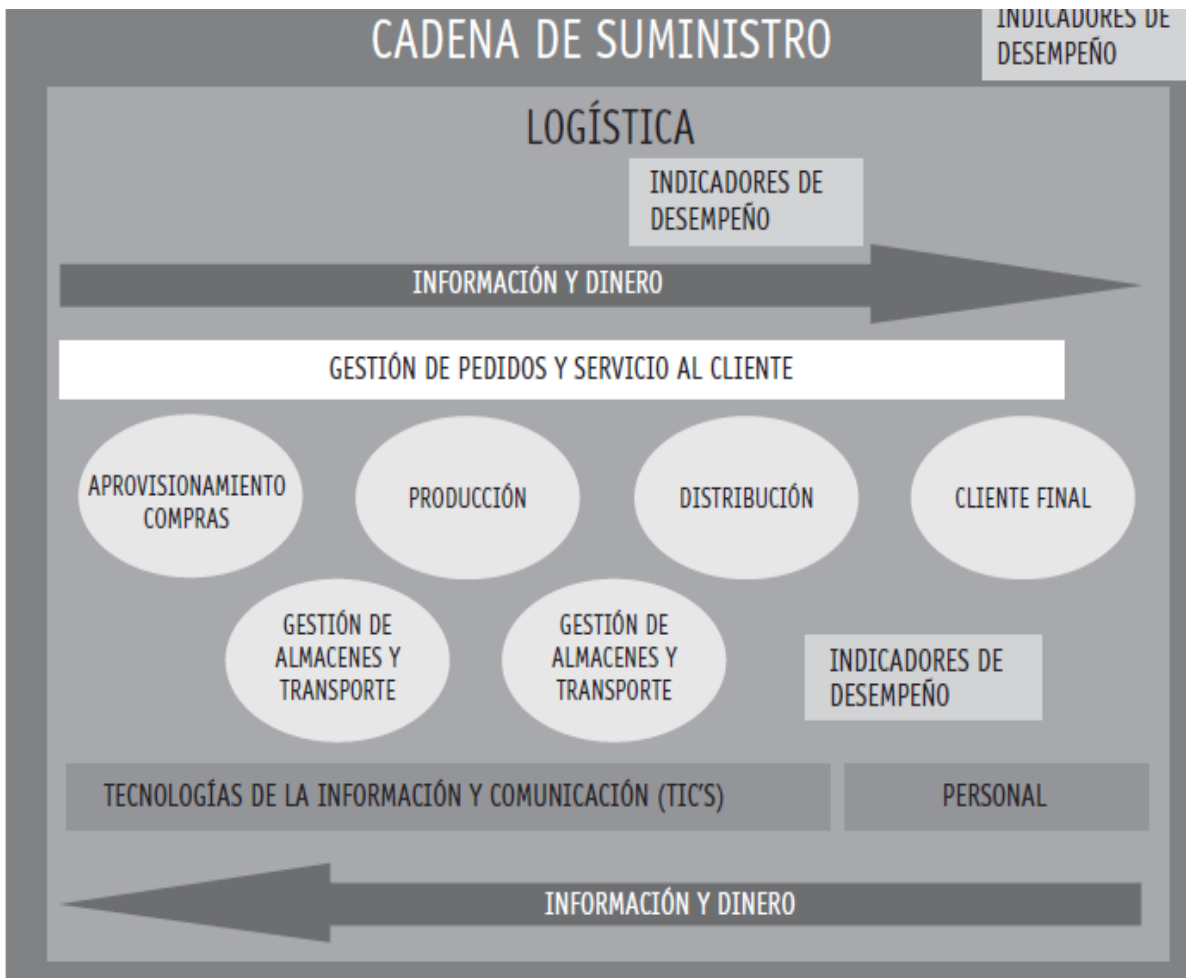 CADENA DE SUMINISTRO
INDICADORES DE
DESEMPEÑO
LOGÍSTICA
INDICADORES DE
DESEMPEÑO
INFORMACIÓN Y DINERO
GESTIÓN DE PEDIDOS Y SERVICIO AL CLIENTE
APROVISIONAMIENTO
COMPRAS
PRODUCCIÓN
DISTRIBUCIÓN
CLIENTE FINAL
GESTIÓN DE
ALMACENES Y
TRANSPORTE
GESTIÓN DE
ALMACENES Y
TRANSPORTE
INDICADORES DE
DESEMPEÑO
TECNOLOGÍAS DE LA INFORMACIÓN Y COMUNICACIÓN (TIC'S)
PERSONAL
INFORMACIÓN Y DINERO